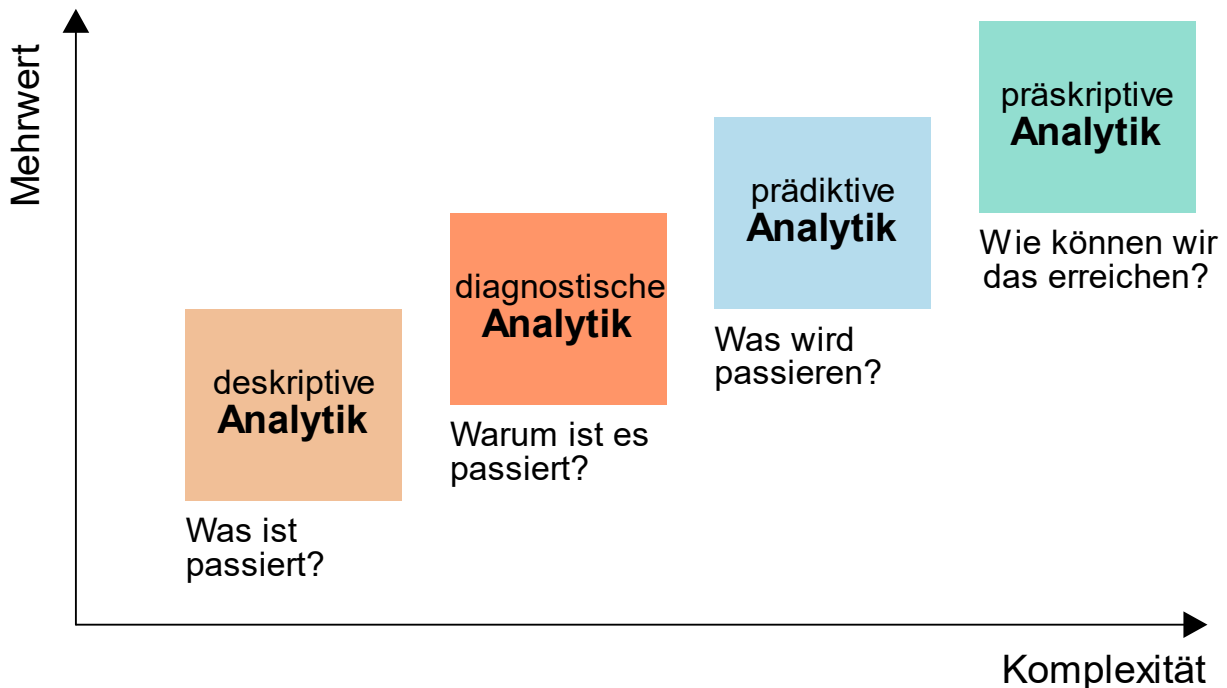 Mehrwert
präskriptive
Analytik
Wie können wir
das erreichen?
prädiktive
Analytik
Was wird
passieren?
diagnostische
Analytik
Warum ist es
passiert?
deskriptive
Analytik
Was ist
passiert?
Komplexität